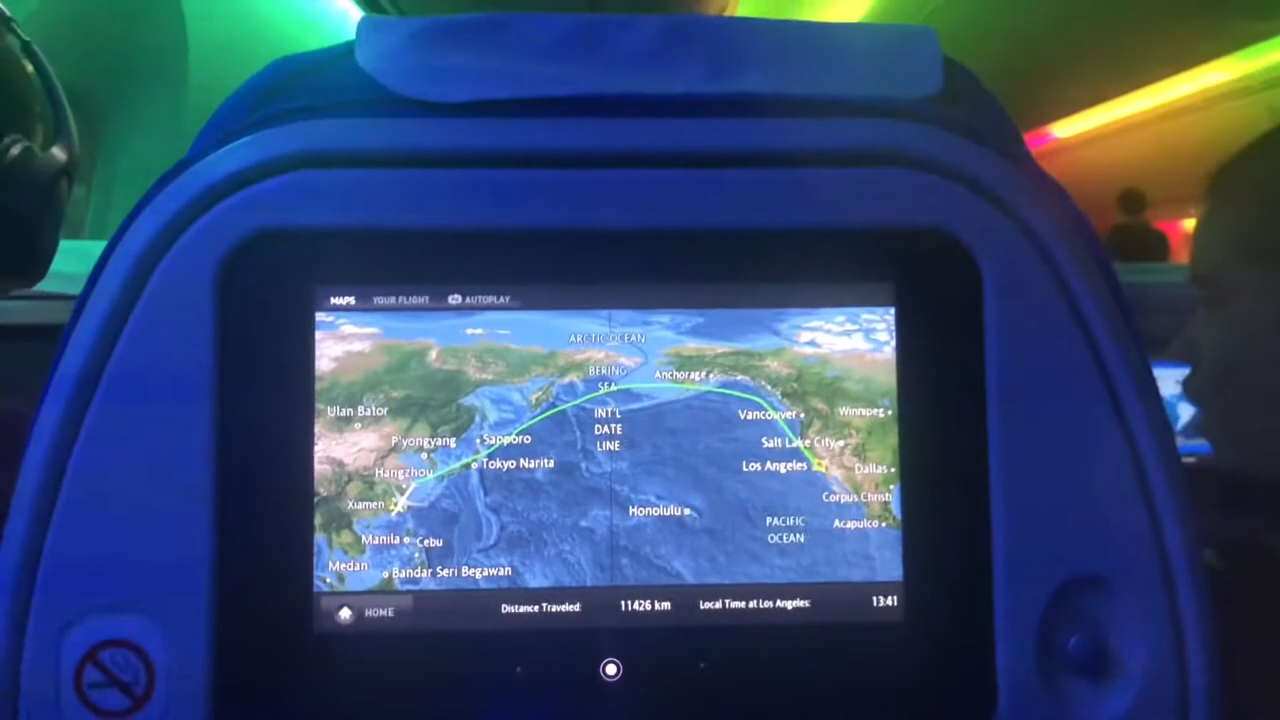 MAPS YOUR FLIGHT AUTOPLAY
ARCTIC OCEAN
BERING
SEA
Anchorage
Ulan Bator
INT'L
DATE
LINE
Vancouver
Winnipeg
P'yongyang
Sapporo
Salt Lake City
Hangzhou
Tokyo Narita
Los Angeles
Dallas
Xiamen
Honolulu
Corpus Christi
PACIFIC
OCEAN
Acapulco
Manila
Cebu
Medan
Bandar Seri Begawan
HOME
Distance Traveled: 11426 km Local Time at Los Angeles: 13:41